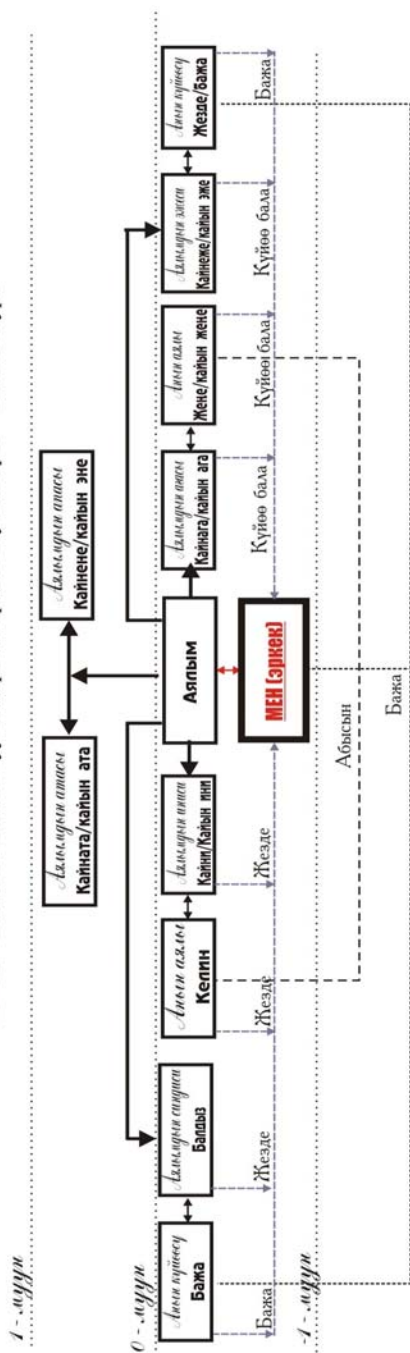 1 - муун
Аялымдын атасы
Кайната/кайын ата
Аялымдын апасы
Кайнене/кайын эне
0 - муун
Анын күйөөсү
Бажа
Аялымдын синдиси
Балдыз
Анын аялы
Келин
Аялымдын иниси
Кайни/Кайын ини
Аялым
Аялымдын агасы
Кайнага/кайын ага
Анын аялы
Жене/кайын жене
Аялымдын эжеси
Кайнеже/кайын эже
Анын күйөөсү
Жезде/бажа
Бажа
Жезде
Жезде
Жезде
МЕН (эркек)
Күйөө бала
Күйөө бала
Күйөө бала
Бажа
-1 - муун
Абысын
Бажа